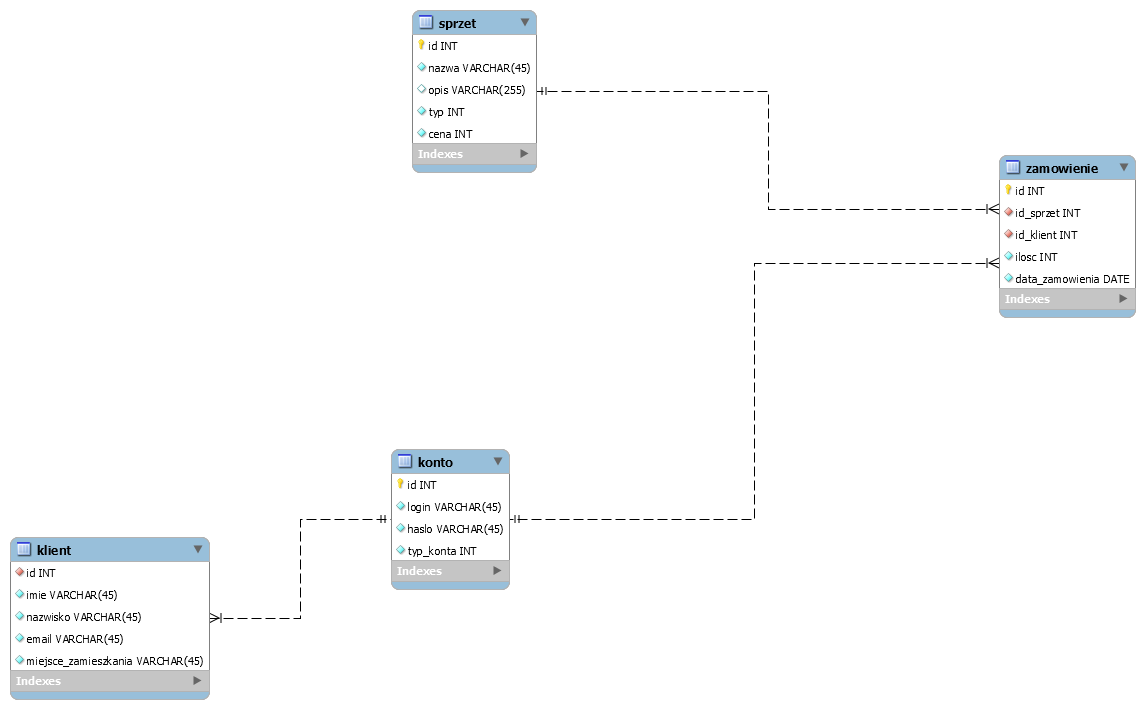 sprzet
id INT
nazwa VARCHAR(45)
opis VARCHAR(255)
typ INT
cena INT
Indexes
zamowienie
id INT
id_sprzet INT
id_klient INT
ilosc INT
data_zamowienia DATE
Indexes
konto
id INT
login VARCHAR(45)
haslo VARCHAR(45)
typ_konta INT
Indexes
klient
id INT
imie VARCHAR(45)
nazwisko VARCHAR(45)
email VARCHAR(45)
miejsce_zamieszkania VARCHAR(45)
Indexes